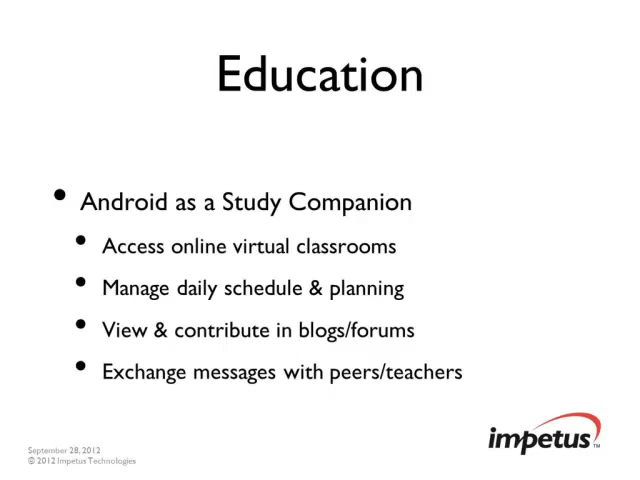 Education
• Android as a Study Companion
• Access online virtual classrooms
• Manage daily schedule & planning
• View & contribute in blogs/forums
• Exchange messages with peers/teachers
impetus™
September 28, 2012
© 2012 Impetus Technologies